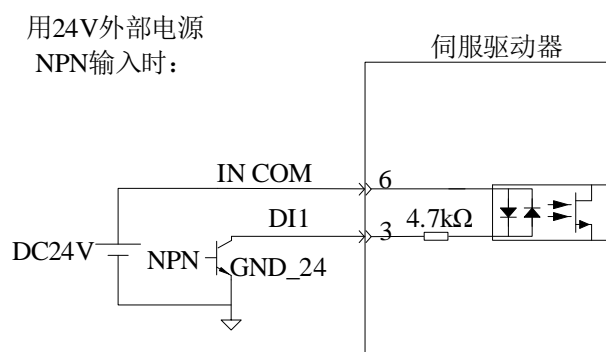 用24V外部电源
NPN输入时：
伺服驱动器
IN COM
6
DI1
3
4.7kΩ
DC24V
NPN
GND_24